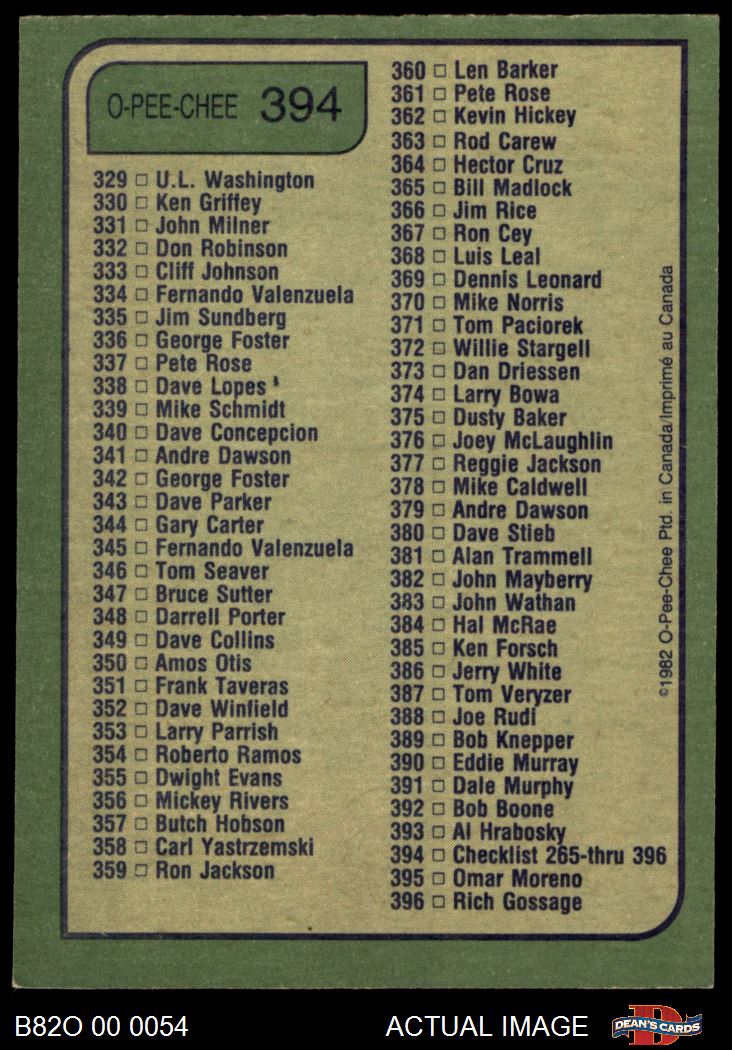 O-PEE-CHEE 394
329 □ U.L. Washington
330 □ Ken Griffey
331 □ John Milner
332 □ Don Robinson
333 □ Cliff Johnson
334 □ Fernando Valenzuela
335 □ Jim Sundberg
336 □ George Foster
337 □ Pete Rose
338 □ Dave Lopes
339 □ Mike Schmidt
340 □ Dave Concepcion
341 □ Andre Dawson
342 □ George Foster
343 □ Dave Parker
344 □ Gary Carter
345 □ Fernando Valenzuela
346 □ Tom Seaver
347 □ Bruce Sutter
348 □ Darrell Porter
349 □ Dave Collins
350 □ Amos Otis
351 □ Frank Taveras
352 □ Dave Winfield
353 □ Larry Parrish
354 □ Roberto Ramos
355 □ Dwight Evans
356 □ Mickey Rivers
357 □ Butch Hobson
358 □ Carl Yastrzemski
359 □ Ron Jackson
360 □ Len Barker
361 □ Pete Rose
362 □ Kevin Hickey
363 □ Rod Carew
364 □ Hector Cruz
365 □ Bill Madlock
366 □ Jim Rice
367 □ Ron Cey
368 □ Luis Leal
369 □ Dennis Leonard
370 □ Mike Norris
371 □ Tom Paciorek
372 □ Willie Stargell
373 □ Dan Driessen
374 □ Larry Bowa
375 □ Dusty Baker
376 □ Joey McLaughlin
377 □ Reggie Jackson
378 □ Mike Caldwell
379 □ Andre Dawson
380 □ Dave Stieb
381 □ Alan Trammell
382 □ John Mayberry
383 □ John Wathan
384 □ Hal McRae
385 □ Ken Forsch
386 □ Jerry White
387 □ Tom Veryzer
388 □ Joe Rudi
389 □ Bob Knepper
390 □ Eddie Murray
391 □ Dale Murphy
392 □ Bob Boone
393 □ Al Hrabosky
394 □ Checklist 265-thru 396
395 □ Omar Moreno
396 □ Rich Gossage
©1982 O-Pee-Chee Ptd. in Canada/Imprimé au Canada
B82O 00 0054
ACTUAL IMAGE
DEAN'S CARDS